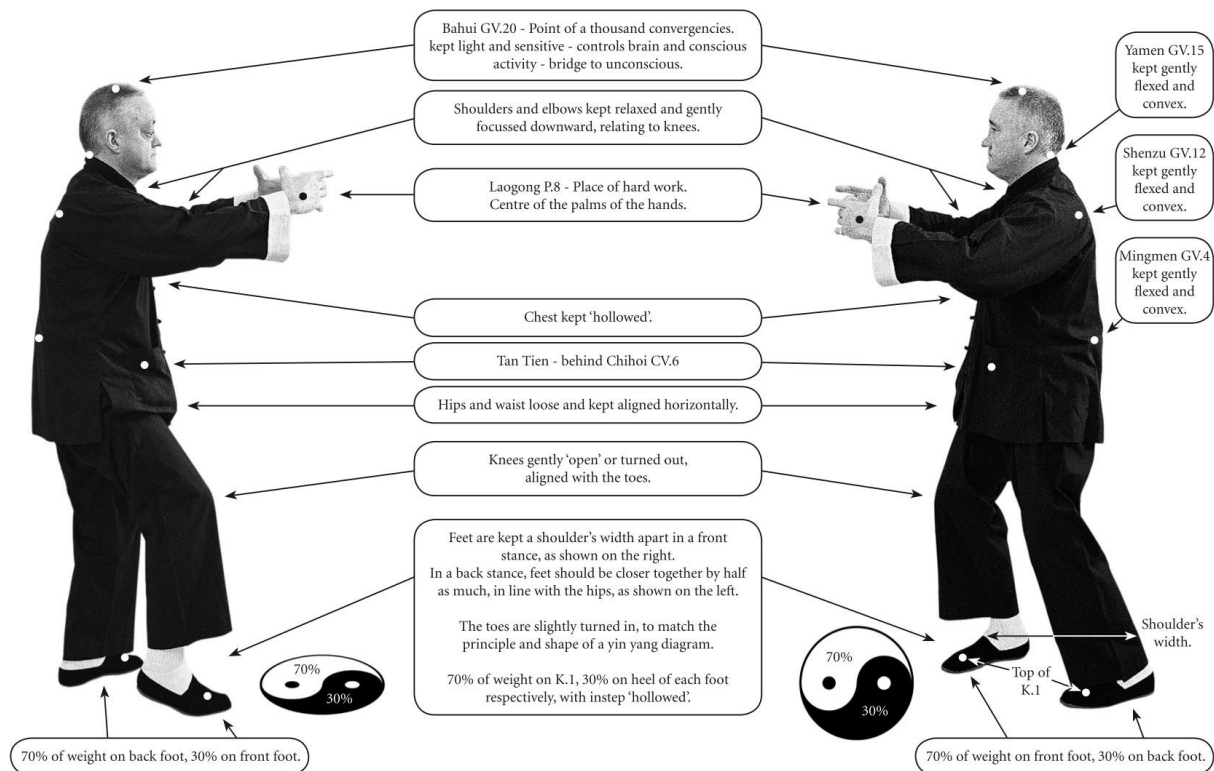 Bahui GV.20 - Point of a thousand convergencies.
kept light and sensitive - controls brain and conscious
activity - bridge to unconscious.
Yamen GV.15
kept gently
flexed and
convex.
Shoulders and elbows kept relaxed and gently
focussed downward, relating to knees.
Shenzu GV.12
kept gently
flexed and
convex.
Laogong P.8 - Place of hard work.
Centre of the palms of the hands.
Mingmen GV.4
kept gently
flexed and
convex.
Chest kept ‘hollowed’.
Tan Tien - behind Chihoi CV.6
Hips and waist loose and kept aligned horizontally.
Knees gently ‘open’ or turned out,
aligned with the toes.
Feet are kept a shoulder’s width apart in a front
stance, as shown on the right.
In a back stance, feet should be closer together by half
as much, in line with the hips, as shown on the left.
The toes are slightly turned in, to match the
principle and shape of a yin yang diagram.
70% of weight on K.1, 30% on heel of each foot
respectively, with instep ‘hollowed’.
70%
30%
70%
30%
Shoulder’s
width.
Top of
K.1
70% of weight on back foot, 30% on front foot.
70% of weight on front foot, 30% on back foot.